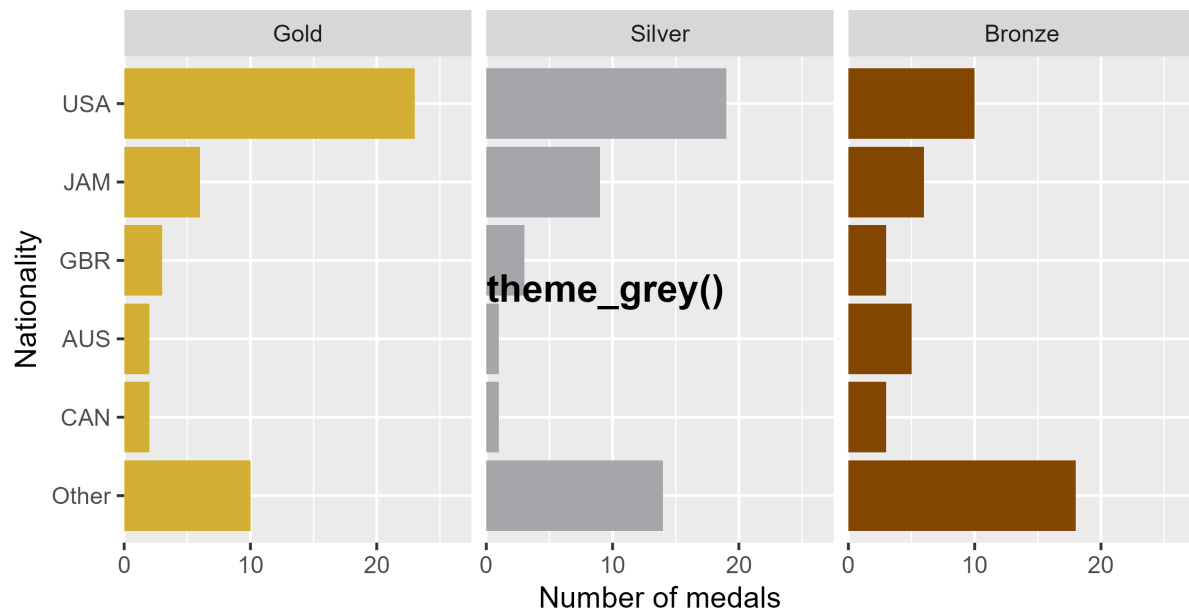 Gold Silver Bronze
USA
JAM
GBR
theme_grey()
AUS
CAN
Other
Nationality
0 10 20 0 10 20 0 10 20
Number of medals